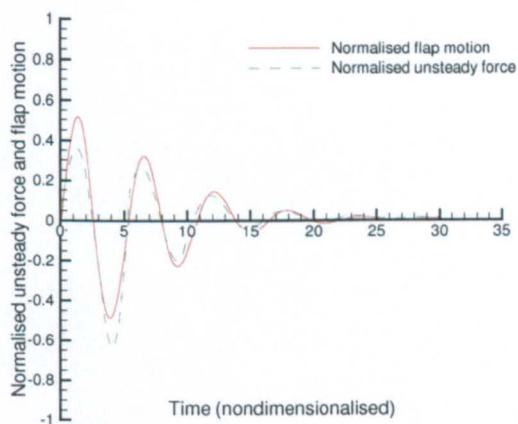 Normalised unsteady force and flap motion
1
0.8
0.6
0.4
0.2
0
-0.2
-0.4
-0.6
-0.8
-1
Normalised flap motion
Normalised unsteady force
0 5 10 15 20 25 30 35
Time (nondimensionalised)